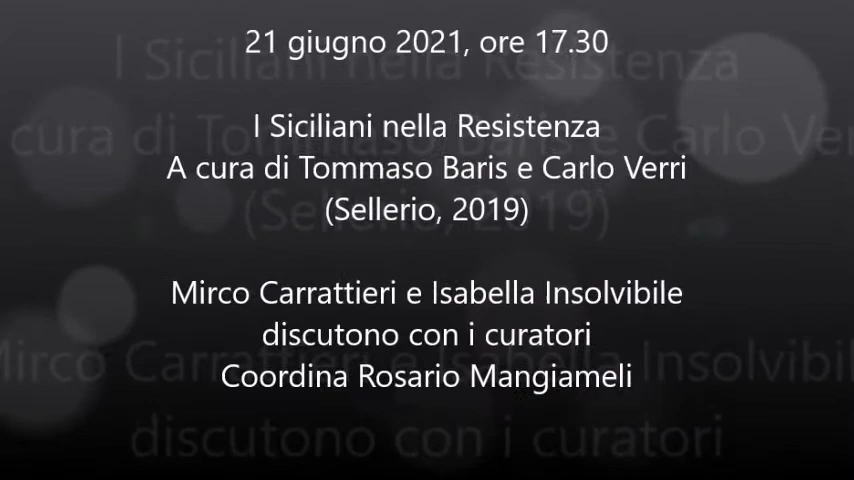 21 giugno 2021, ore 17.30
I Siciliani nella Resistenza
A cura di Tommaso Baris e Carlo Verri
(Sellerio, 2019)
Mirco Carrattieri e Isabella Insolvibile
discutono con i curatori
Coordina Rosario Mangiameli